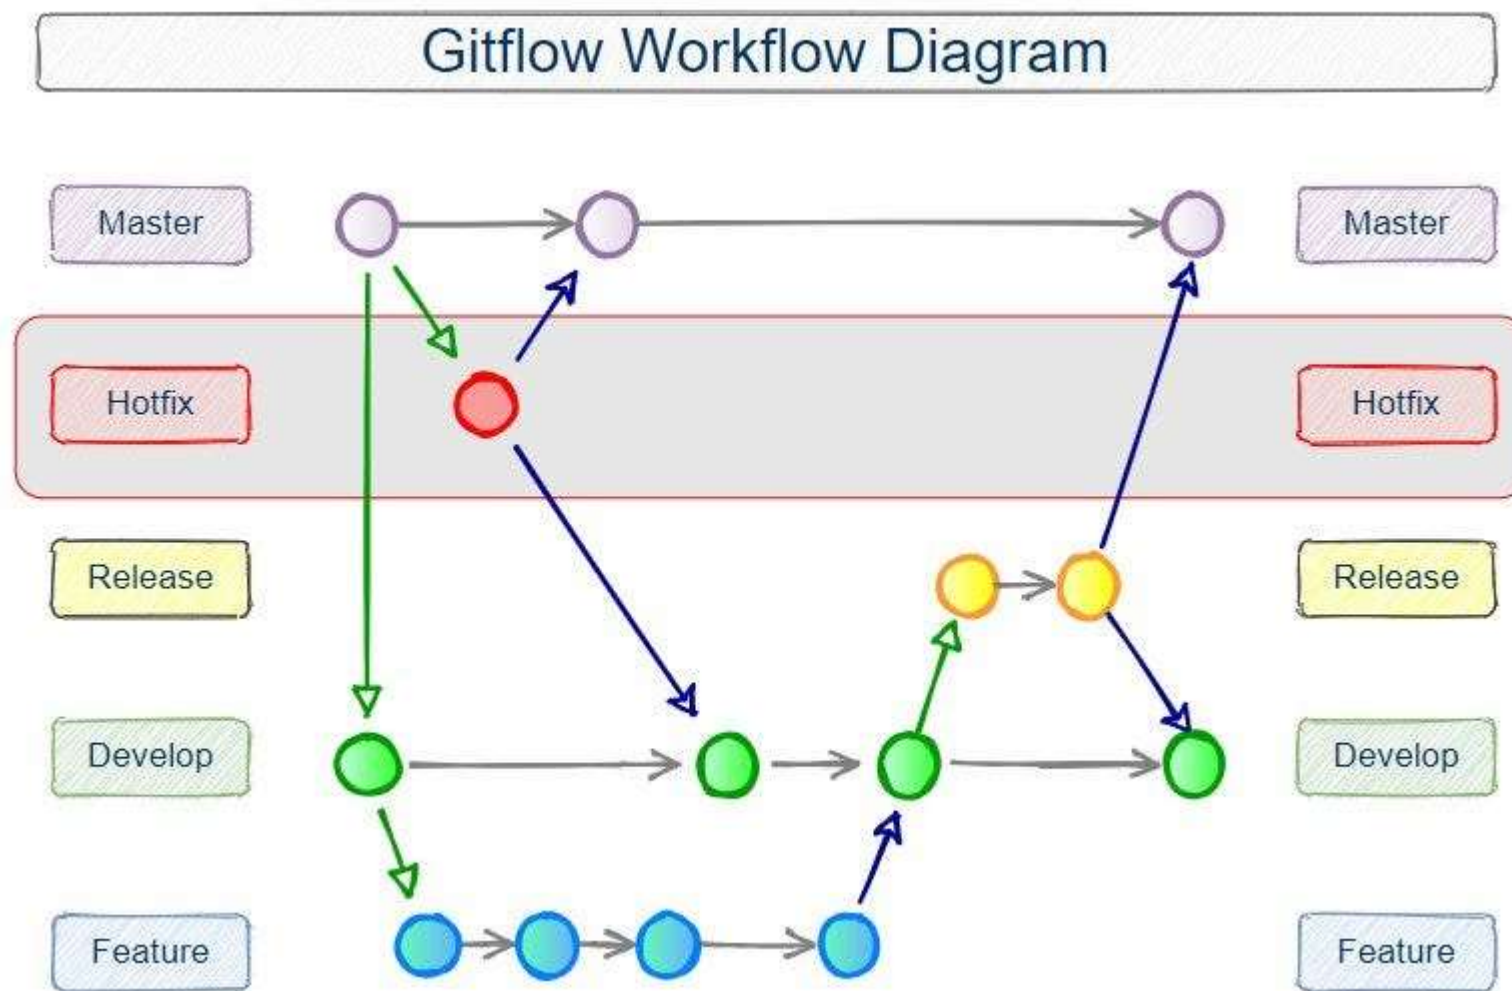 Gitflow Workflow Diagram
Master
Master
Hotfix
Hotfix
Release
Release
Develop
Develop
Feature
Feature